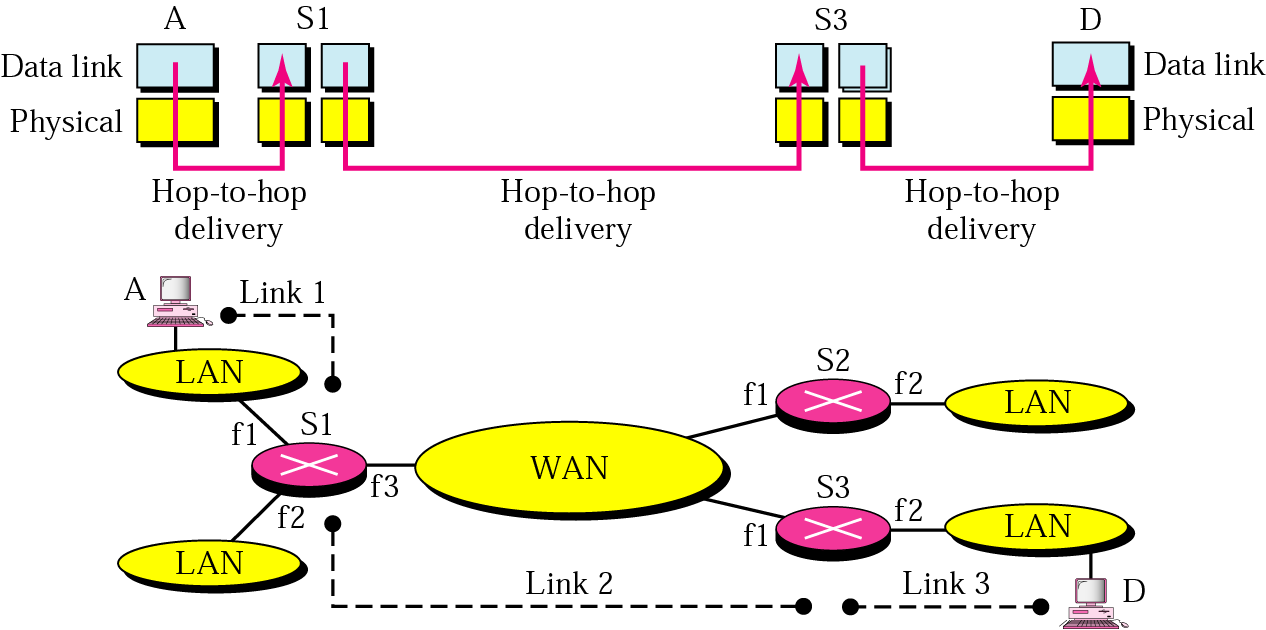 A S1 S3 D
Data link Data link
Physical Physical
Hop-to-hop Hop-to-hop Hop-to-hop
delivery delivery delivery
A Link 1
LAN S2
f1 f2 LAN
S1
f1
WAN
f3 S3
f2 f1 f2 LAN
LAN
Link 2 Link 3 D